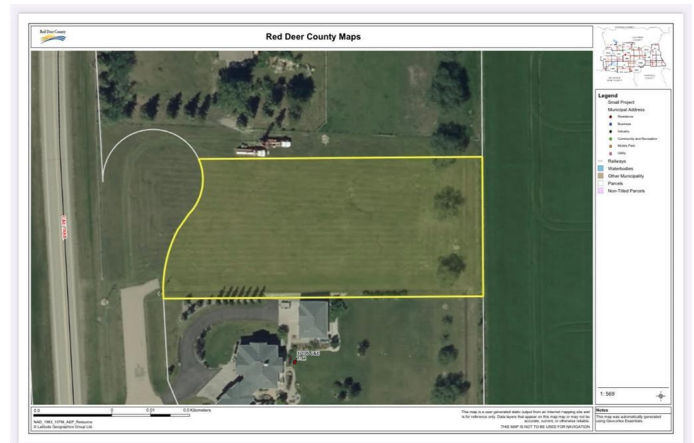 Red Deer County
Red Deer County Maps
Legend
Small Project
Municipal Address
Residence
Business
Industry
Community and Recreation
Mobile Park
Utility
Railways
Waterbodies
Other Municipality
Parcels
Non-Titled Parcels
1: 569
0.0
0
0.01
0.0 Kilometers
NAD_1983_10TM_AEP_Resource
© Latitude Geographics Group Ltd.
This map is a user generated static output from an Internet mapping site and
is for reference only. Data layers that appear on this map may or may not be
accurate, current, or otherwise reliable.
THIS MAP IS NOT TO BE USED FOR NAVIGATION
Notes
This map was automatically generated
using Geocortex Essentials.